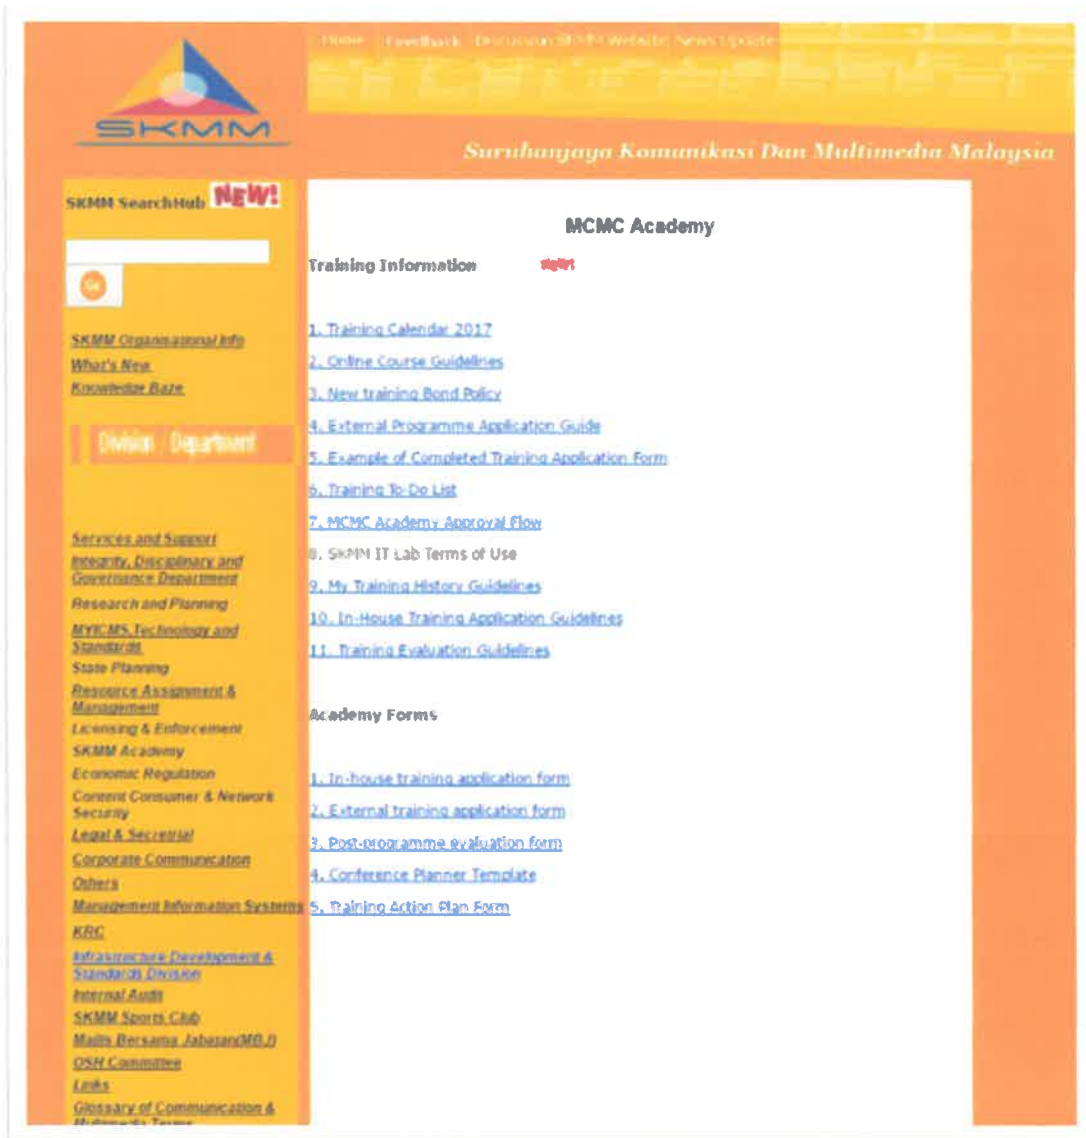 Home Feedback Discussion SKMM Website News Update
SKMM
Suruhanjaya Komunikasi Dan Multimedia Malaysia
SKMM SearchHub NEW!
Go
SKMM Organisational Info
What's New
Knowledge Baze
Division / Department
Services and Support
Integrity, Disciplinary and
Governance Department
Research and Planning
MYICMS, Technology and
Standards
State Planning
Resource Assignment &
Management
Licensing & Enforcement
SKMM Academy
Economic Regulation
Content Consumer & Network
Security
Legal & Secretrial
Corporate Communication
Others
Management Information Systems
KRC
Infrastructure Development &
Standards Division
Internal Audit
SKMM Sports Club
Majlis Bersama Jabatan(MBJ)
OSH Committee
Links
Glossary of Communication &
Multimedia Terms
MCMC Academy
Training Information
1. Training Calendar 2017
2. Online Course Guidelines
3. New training Bond Policy
4. External Programme Application Guide
5. Example of Completed Training Application Form
6. Training To-Do List
7. MCMC Academy Approval Flow
8. SKMM IT Lab Terms of Use
9. My Training History Guidelines
10. In-House Training Application Guidelines
11. Training Evaluation Guidelines
Academy Forms
1. In-house training application form
2. External training application form
3. Post-programme evaluation form
4. Conference Planner Template
5. Training Action Plan Form